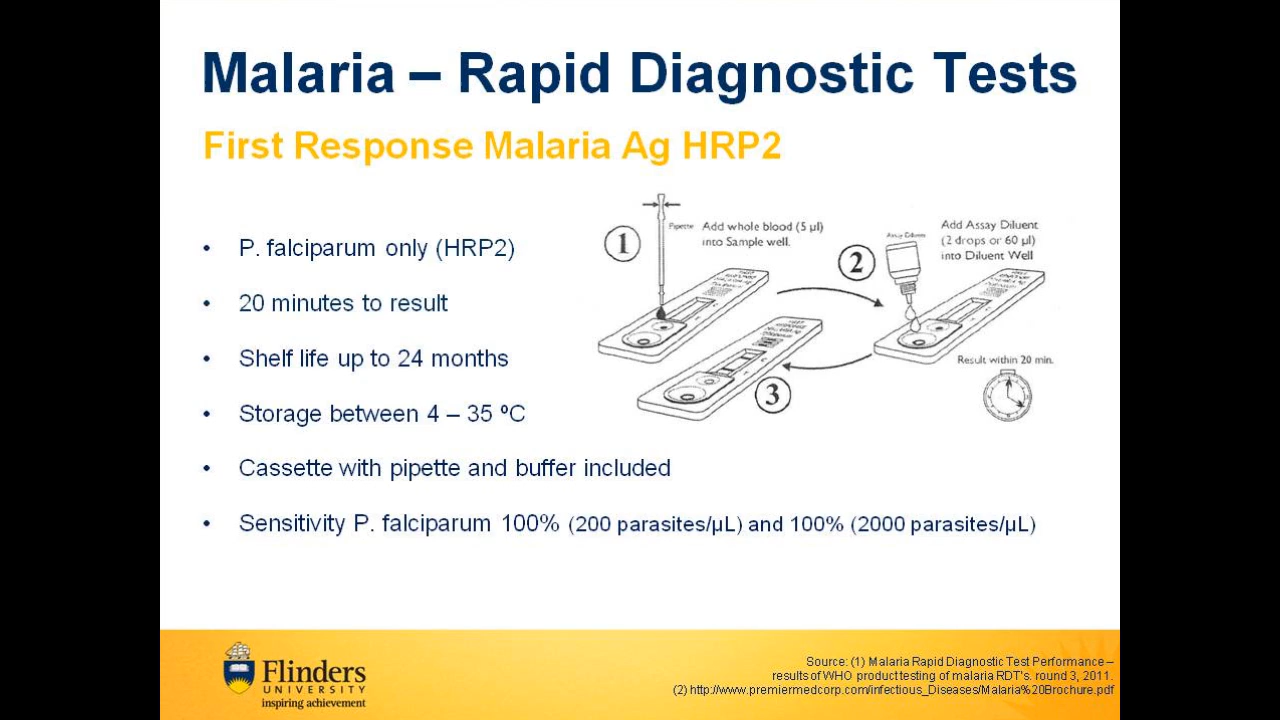 Malaria – Rapid Diagnostic Tests
First Response Malaria Ag HRP2
• P. falciparum only (HRP2)
• 20 minutes to result
• Shelf life up to 24 months
• Storage between 4 – 35 ºC
• Cassette with pipette and buffer included
• Sensitivity P. falciparum 100% (200 parasites/µL) and 100% (2000 parasites/µL)
1
Pipette
Add whole blood (5 µl)
into Sample well.
2
Assay Diluent
Add Assay Diluent
(2 drops or 60 µl)
into Diluent Well
3
Result within 20 min.
Flinders
UNIVERSITY
inspiring achievement
Source: (1) Malaria Rapid Diagnostic Test Performance –
results of WHO product testing of malaria RDT's. round 3, 2011.
(2) http://www.premiermedcorp.com/infectious_Diseases/Malaria%20Brochure.pdf